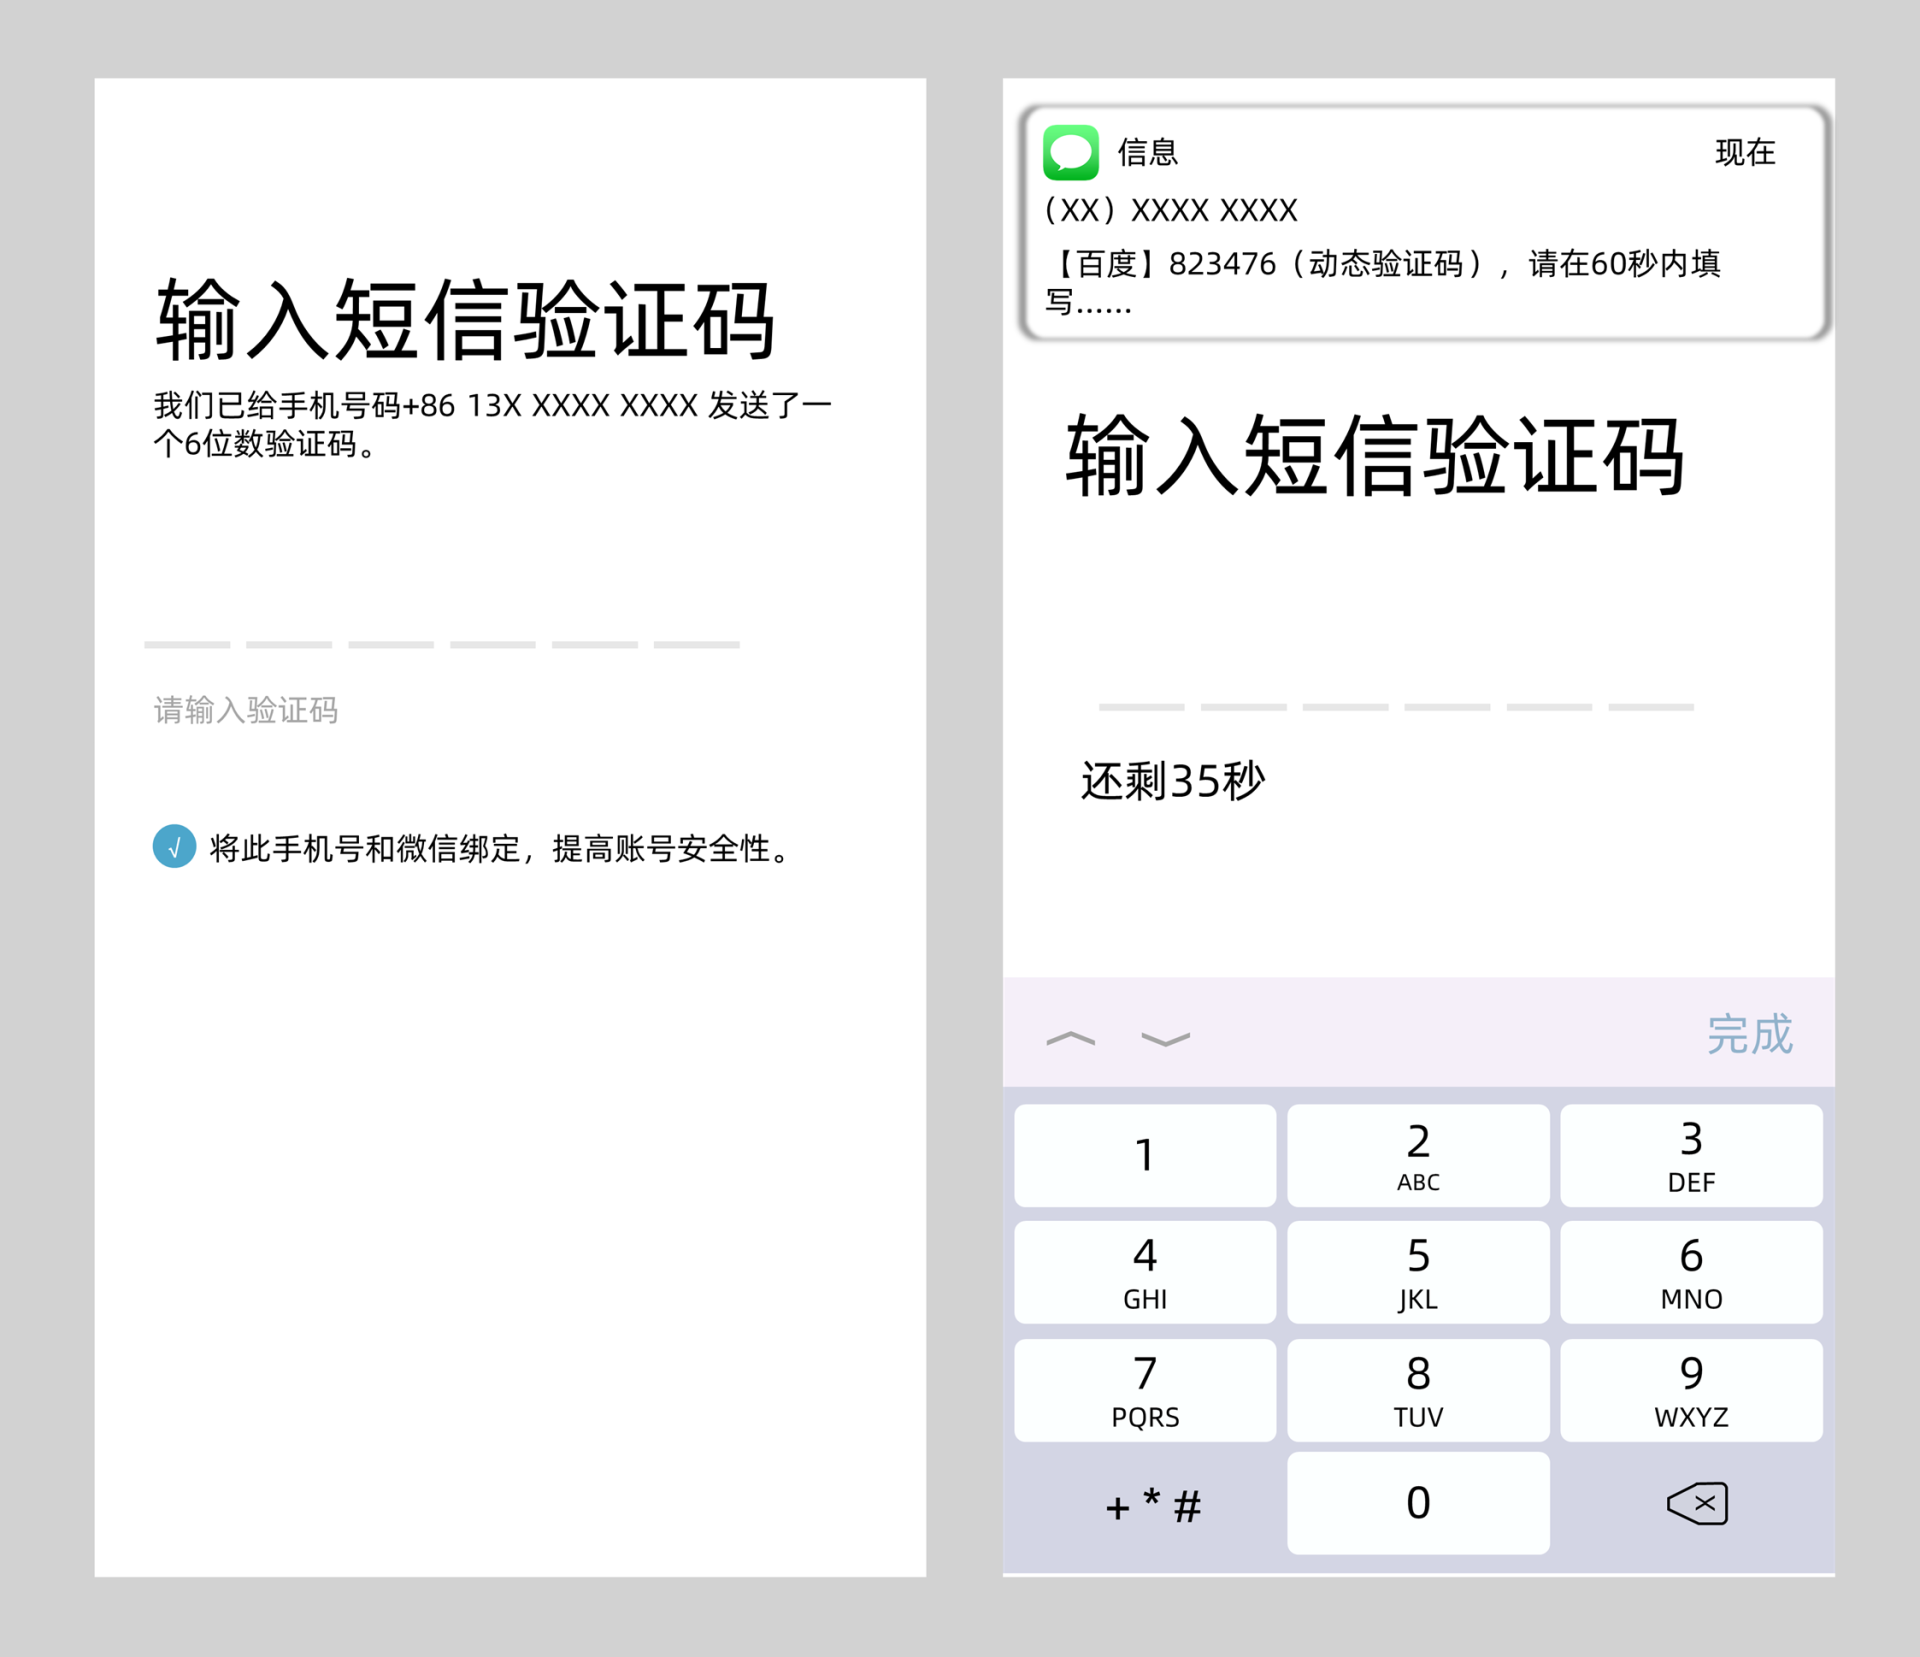 输入短信验证码
我们已给手机号码+86 13X XXXX XXXX 发送了一
个6位数验证码。
请输入验证码
√ 将此手机号和微信绑定，提高账号安全性。
信息 现在
（XX）XXXX XXXX
【百度】823476（动态验证码），请在60秒内填
写……
输入短信验证码
还剩35秒
完成
1 2 3
ABC DEF
4 5 6
GHI JKL MNO
7 8 9
PQRS TUV WXYZ
+ * # 0 X